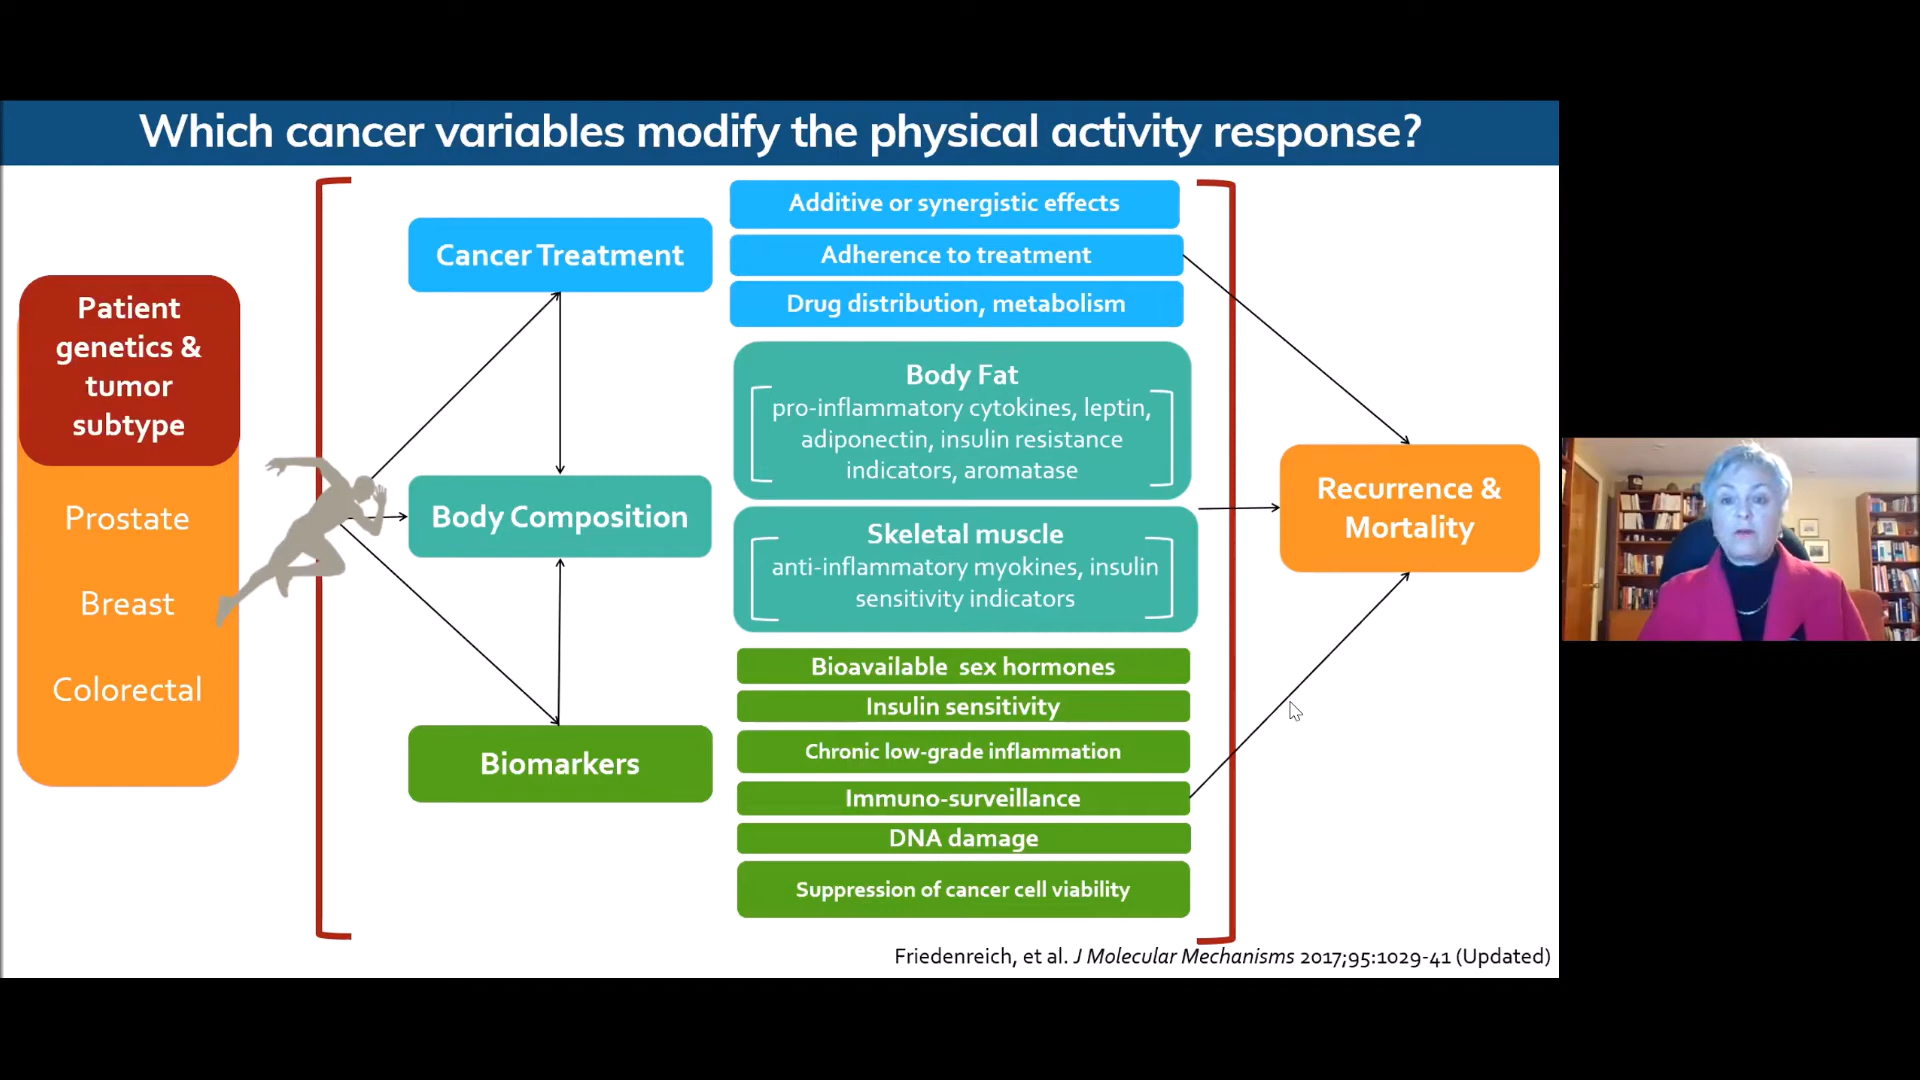 Which cancer variables modify the physical activity response?
Patient
genetics &
tumor
subtype
Prostate
Breast
Colorectal
Cancer Treatment
Additive or synergistic effects
Adherence to treatment
Drug distribution, metabolism
Body Composition
Body Fat
pro-inflammatory cytokines, leptin,
adiponectin, insulin resistance
indicators, aromatase
Skeletal muscle
anti-inflammatory myokines, insulin
sensitivity indicators
Biomarkers
Bioavailable sex hormones
Insulin sensitivity
Chronic low-grade inflammation
Immuno-surveillance
DNA damage
Suppression of cancer cell viability
Recurrence &
Mortality
Friedenreich, et al. J Molecular Mechanisms 2017;95:1029-41 (Updated)